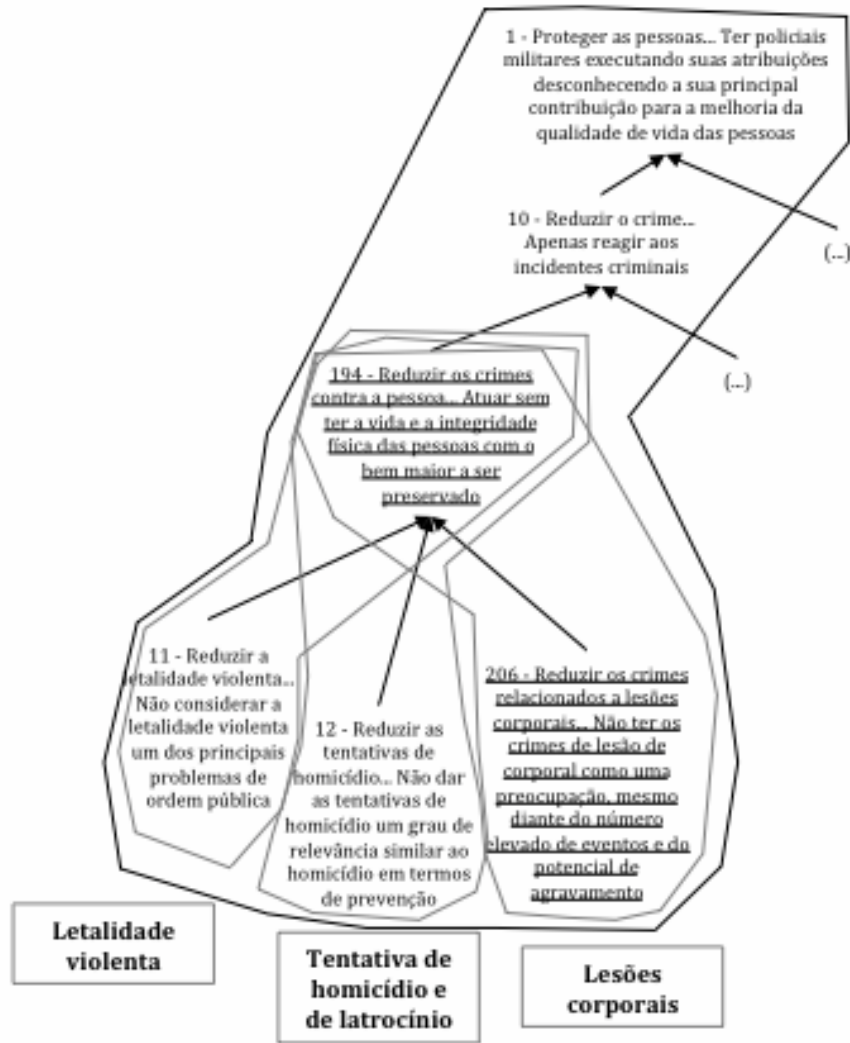 1 - Proteger as pessoas... Ter policiais
militares executando suas atribuições
desconhecendo a sua principal
contribuição para a melhoria da
qualidade de vida das pessoas
10 - Reduzir o crime...
Apenas reagir aos
incidentes criminais
(...)
(...)
194 - Reduzir os crimes
contra a pessoa... Atuar sem
ter a vida e a integridade
física das pessoas com o
bem maior a ser
preservado
11 - Reduzir a
letalidade violenta...
Não considerar a
letalidade violenta
um dos principais
problemas de
ordem pública
12 - Reduzir as
tentativas de
homicídio... Não dar
as tentativas de
homicídio um grau de
relevância similar ao
homicídio em termos
de prevenção
206 - Reduzir os crimes
relacionados a lesões
corporais... Não ter os
crimes de lesão de
corporal como uma
preocupação, mesmo
diante do número
elevado de eventos e do
potencial de
agravamento
Letalidade
violenta
Tentativa de
homicídio e
de latrocínio
Lesões
corporais